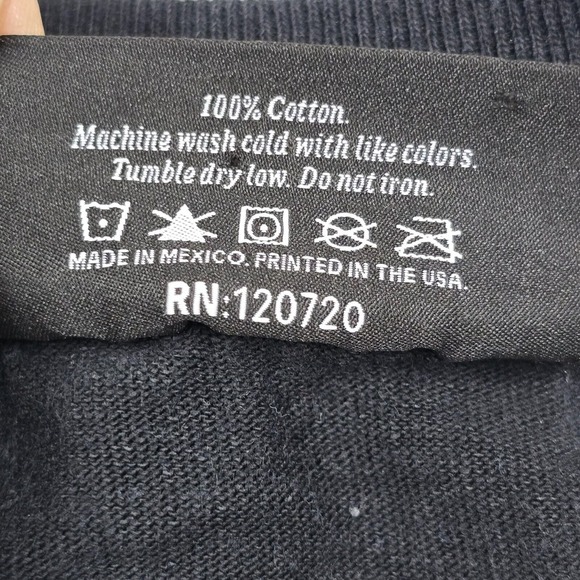 100% Cotton.
Machine wash cold with like colors.
Tumble dry low. Do not iron.
MADE IN MEXICO. PRINTED IN THE USA.
RN:120720